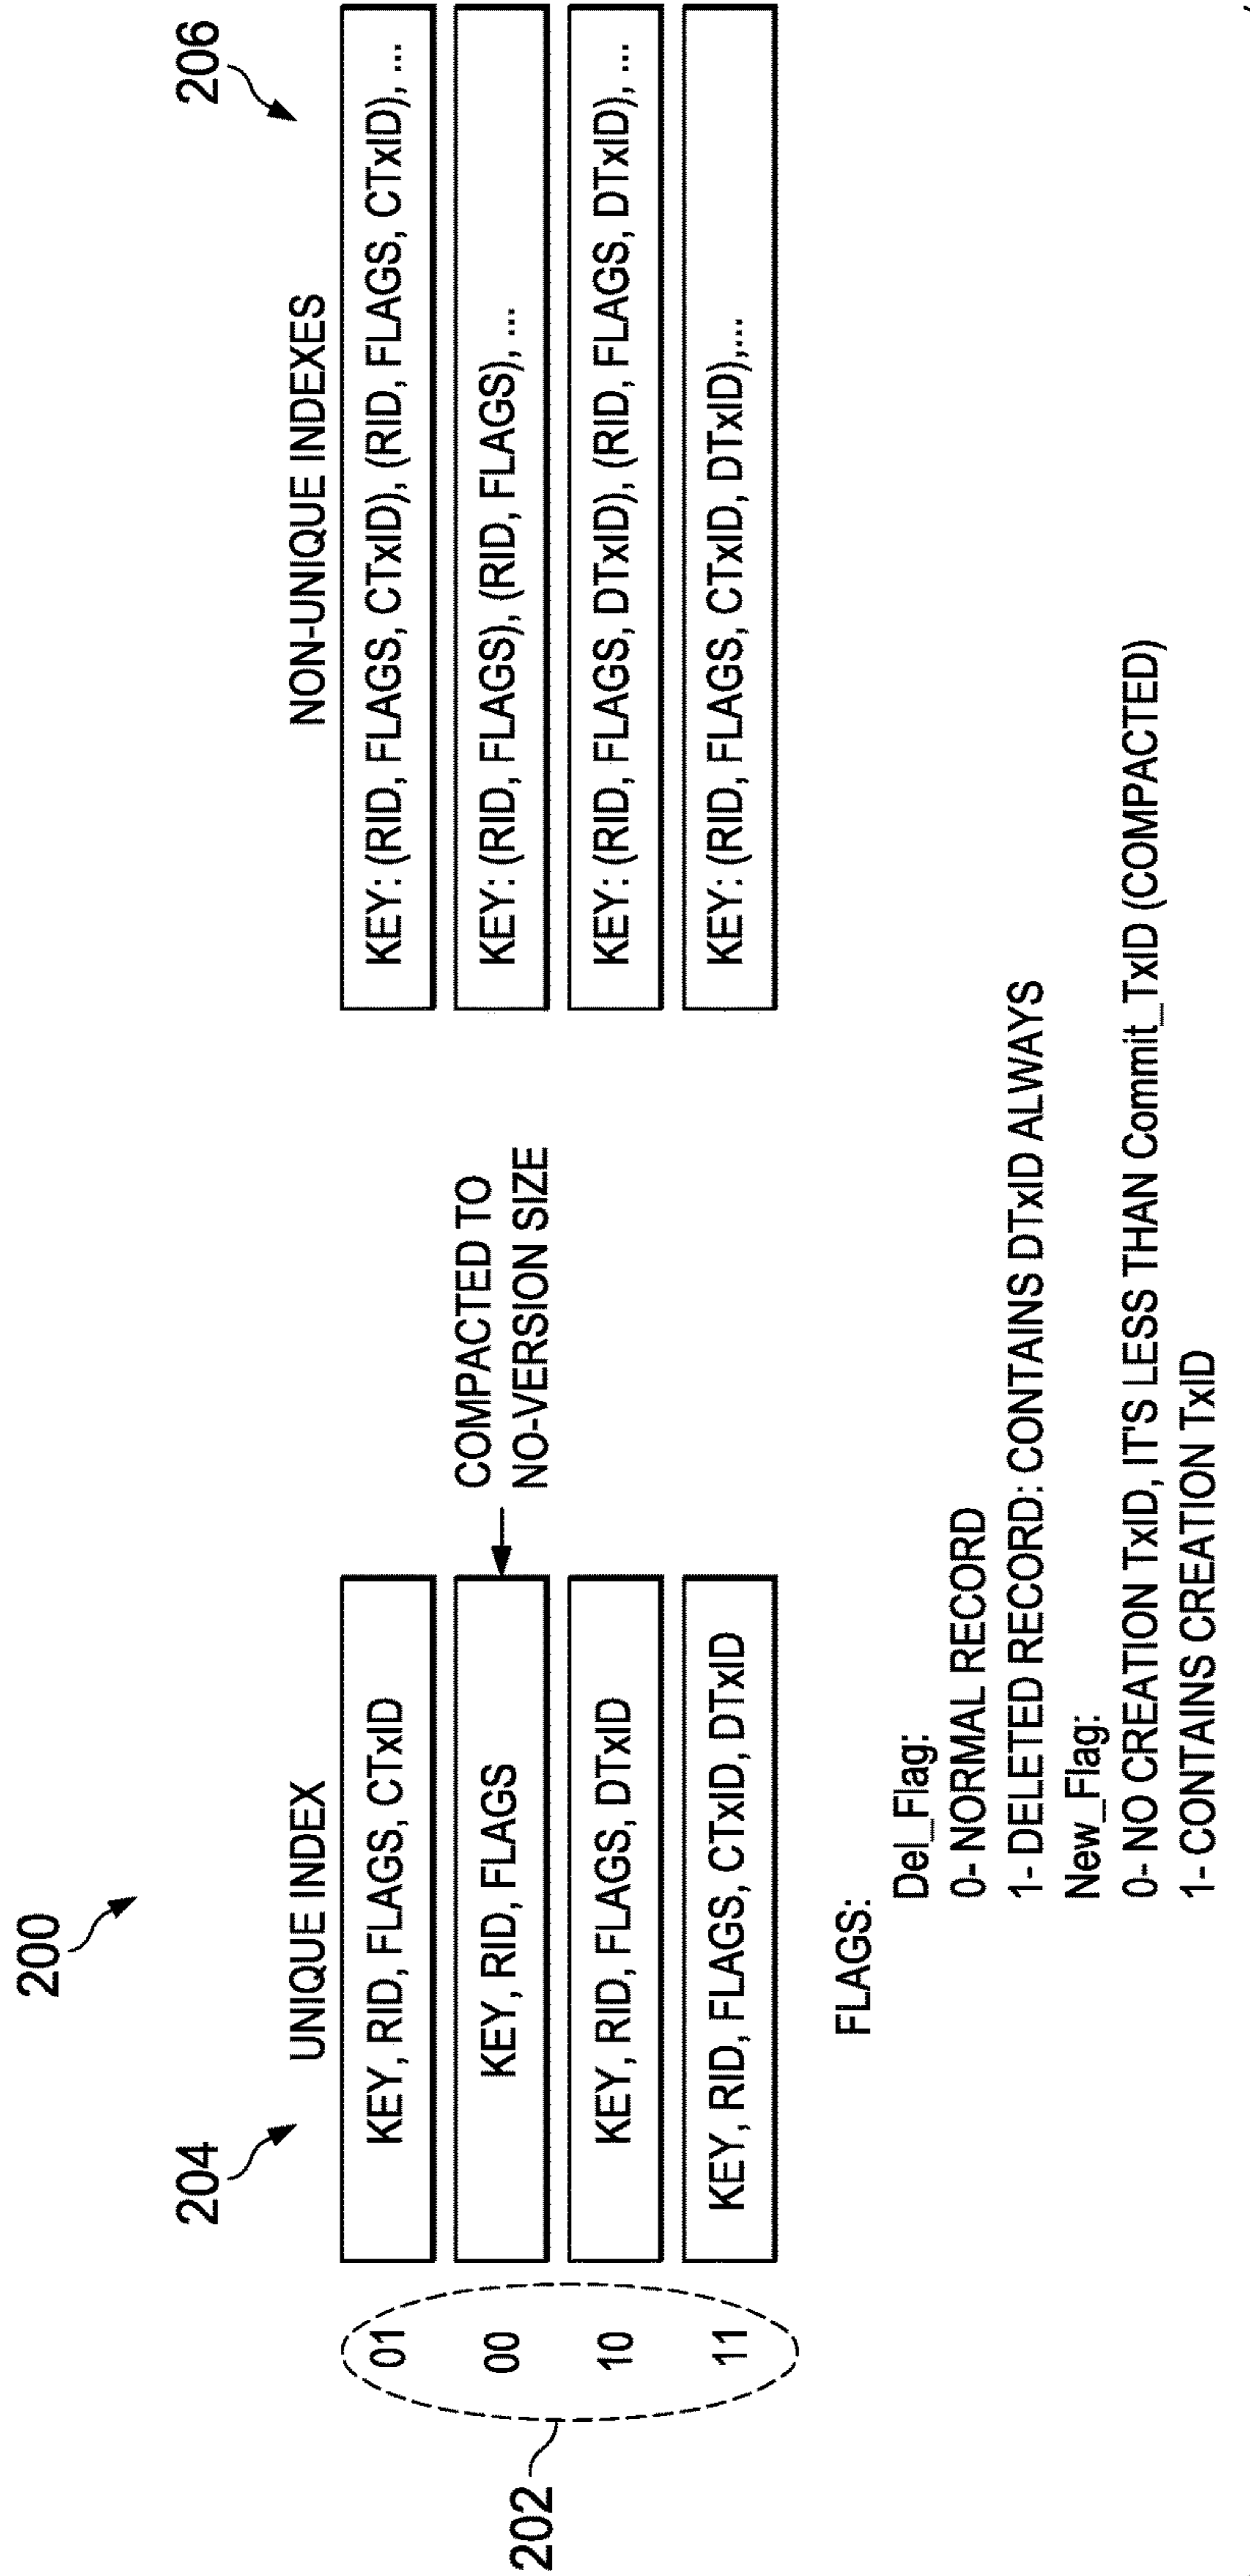 200
204
206
UNIQUE INDEX
NON-UNIQUE INDEXES
01
KEY, RID, FLAGS, CTxID
KEY: (RID, FLAGS, CTxID), (RID, FLAGS, CTxID), ...
00
KEY, RID, FLAGS
COMPACTED TO
NO-VERSION SIZE
KEY: (RID, FLAGS), (RID, FLAGS), ...
202
10
KEY, RID, FLAGS, DTxID
KEY: (RID, FLAGS, DTxID), (RID, FLAGS, DTxID), ...
11
KEY, RID, FLAGS, CTxID, DTxID
KEY: (RID, FLAGS, CTxID, DTxID),...
FLAGS:
Del_Flag:
0- NORMAL RECORD
1- DELETED RECORD: CONTAINS DTxID ALWAYS
New_Flag:
0- NO CREATION TxID, IT'S LESS THAN Commit_TxID (COMPACTED)
1- CONTAINS CREATION TxID